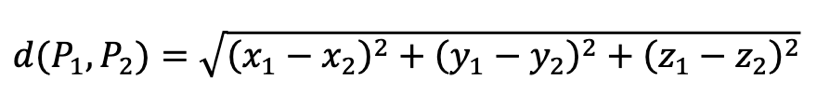 d(P₁, P₂) = √(x₁ − x₂)² + (y₁ − y₂)² + (z₁ − z₂)²